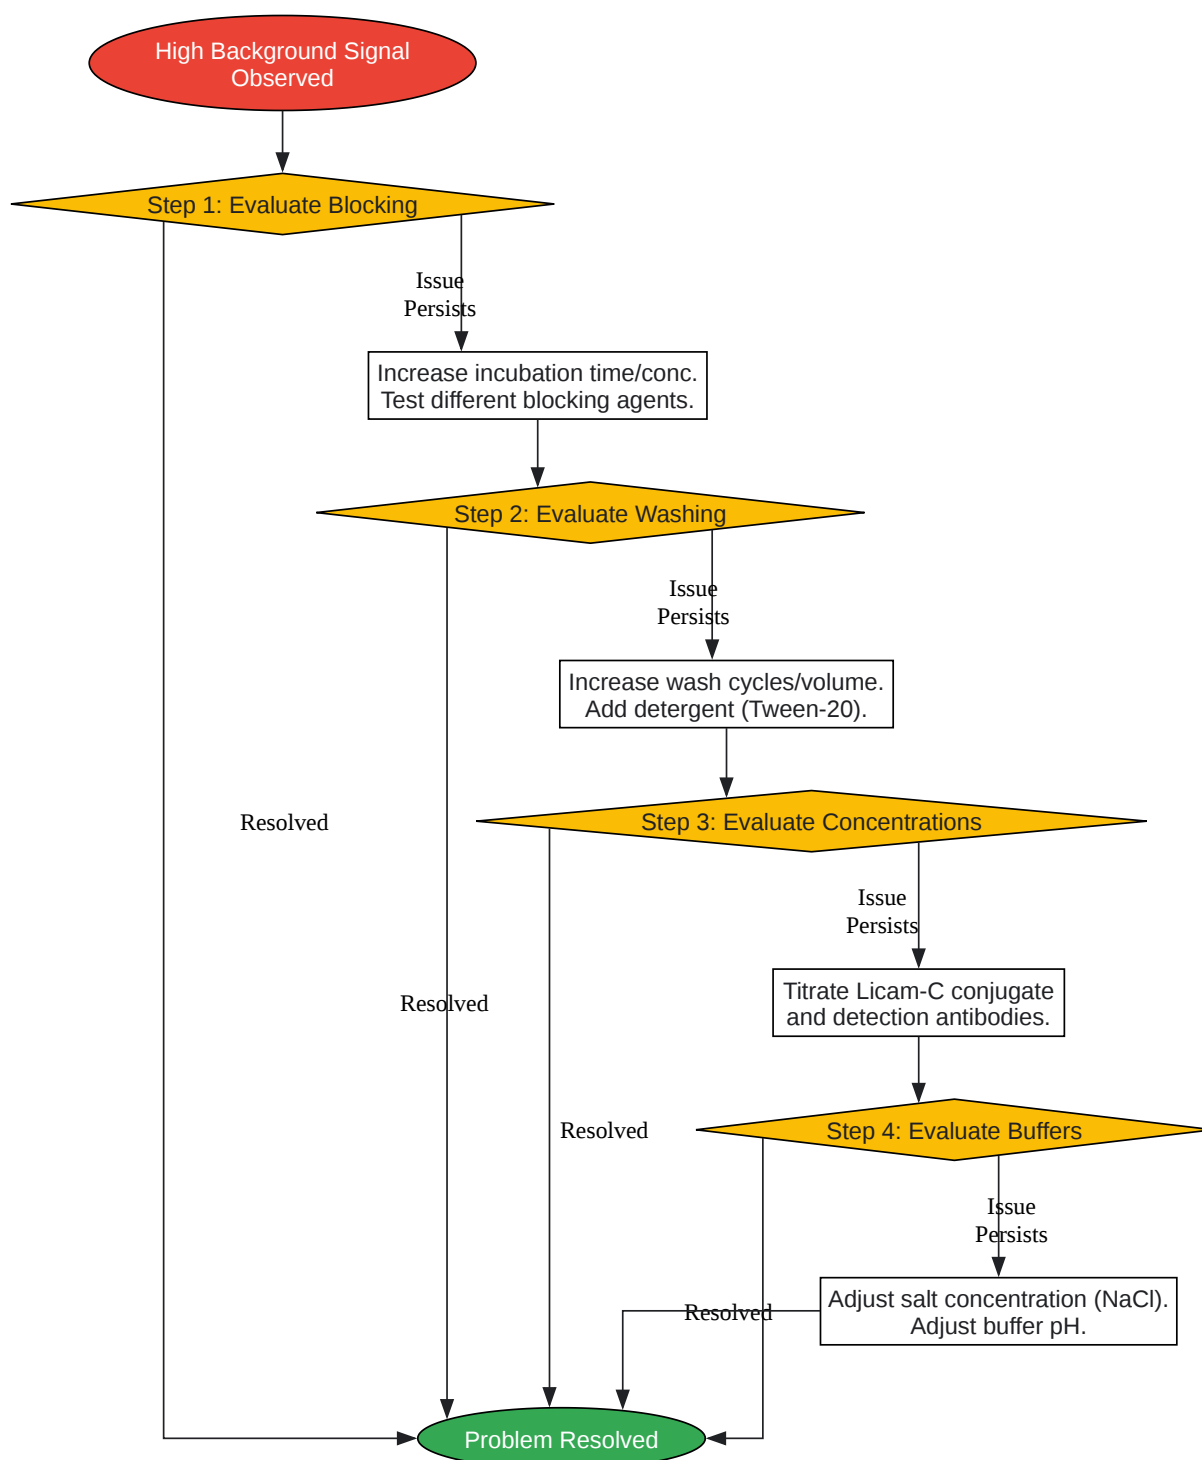 High Background Signal
Observed
Step 1: Evaluate Blocking
Issue
Persists
Increase incubation time/conc.
Test different blocking agents.
Step 2: Evaluate Washing
Issue
Persists
Increase wash cycles/volume.
Add detergent (Tween-20).
Resolved
Step 3: Evaluate Concentrations
Issue
Persists
Titrate Licam-C conjugate
and detection antibodies.
Resolved
Resolved
Step 4: Evaluate Buffers
Issue
Persists
Adjust salt concentration (NaCl).
Adjust buffer pH.
Resolved
Problem Resolved